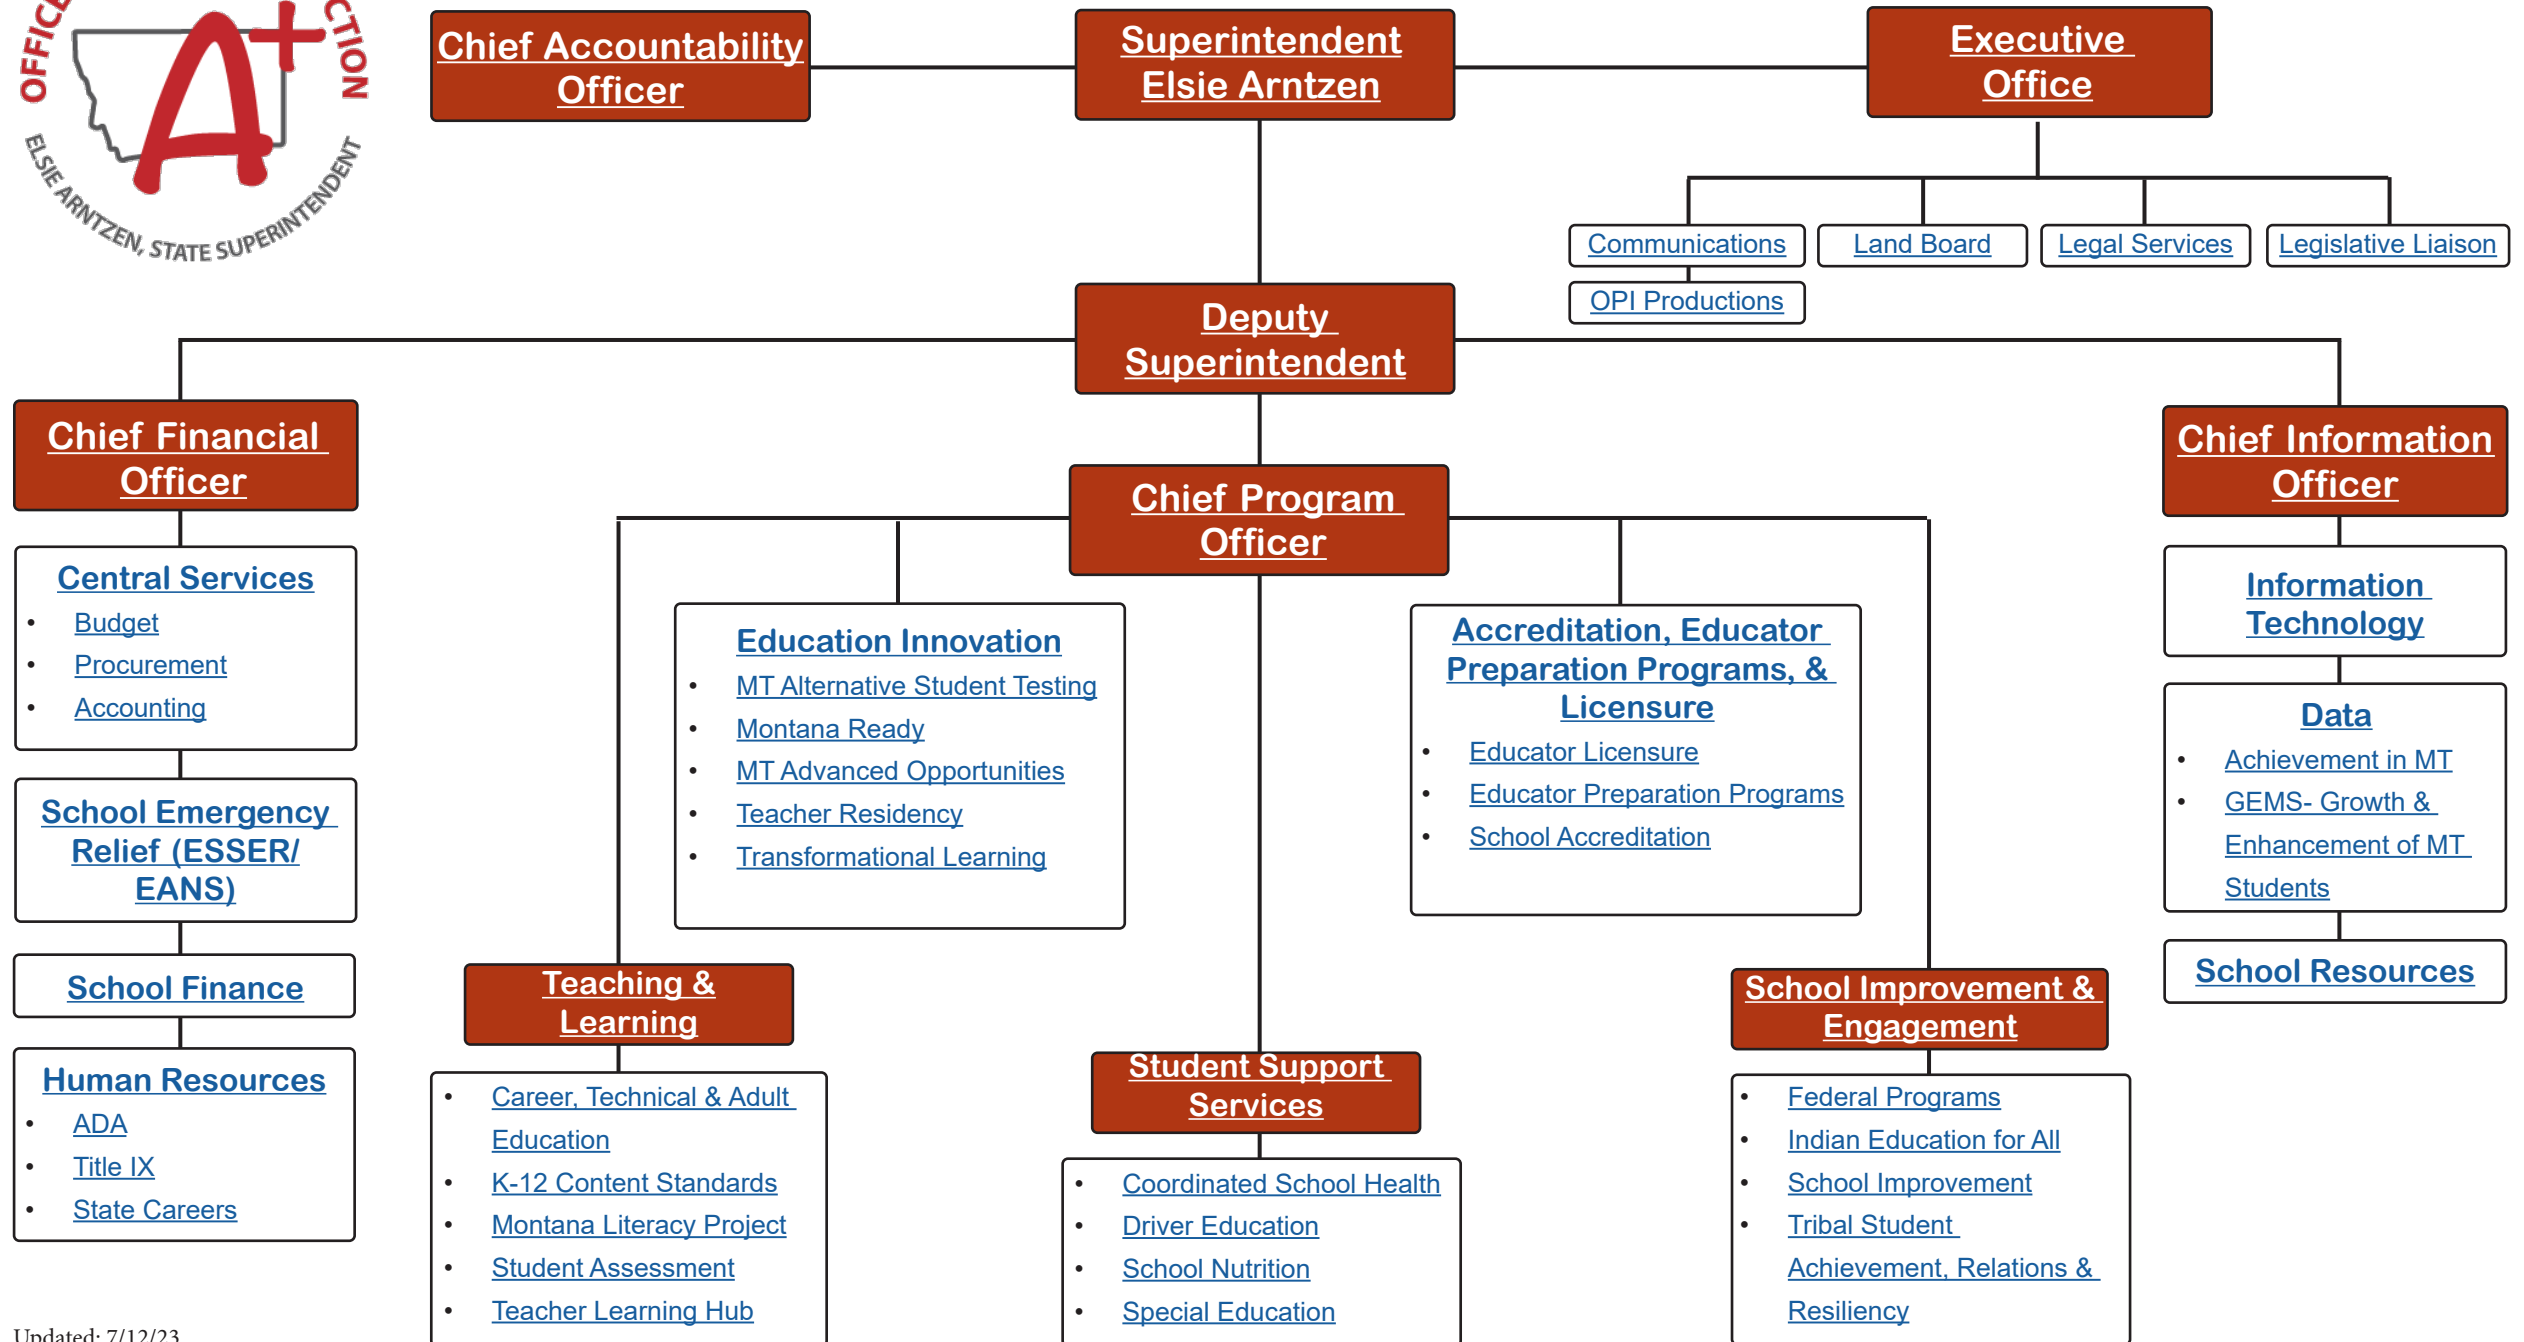 OFFICE
CTION
ELSIE ARNTZEN, STATE SUPERINTENDENT
A+
Chief Accountability
Officer
Superintendent
Elsie Arntzen
Executive
Office
Communications
Land Board
Legal Services
Legislative Liaison
OPI Productions
Deputy
Superintendent
Chief Financial
Officer
Chief Program
Officer
Chief Information
Officer
Central Services
• Budget
• Procurement
• Accounting
School Emergency
Relief (ESSER/
EANS)
School Finance
Human Resources
• ADA
• Title IX
• State Careers
Education Innovation
• MT Alternative Student Testing
• Montana Ready
• MT Advanced Opportunities
• Teacher Residency
• Transformational Learning
Accreditation, Educator
Preparation Programs, &
Licensure
• Educator Licensure
• Educator Preparation Programs
• School Accreditation
Information
Technology
Data
• Achievement in MT
• GEMS- Growth &
Enhancement of MT
Students
School Resources
Teaching &
Learning
• Career, Technical & Adult
Education
• K-12 Content Standards
• Montana Literacy Project
• Student Assessment
• Teacher Learning Hub
Student Support
Services
• Coordinated School Health
• Driver Education
• School Nutrition
• Special Education
School Improvement &
Engagement
• Federal Programs
• Indian Education for All
• School Improvement
• Tribal Student
Achievement, Relations &
Resiliency
Updated: 7/12/23